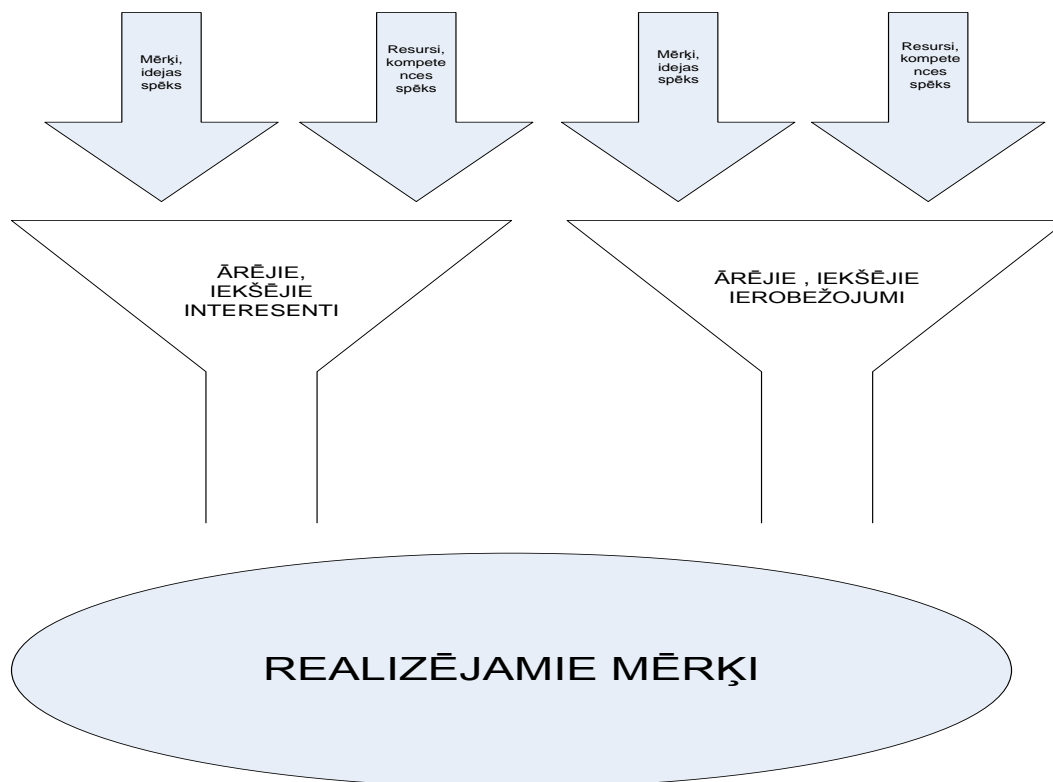 Mērķi,
idejas
spēks
Resursi,
kompete
nces
spēks
Mērķi,
idejas
spēks
Resursi,
kompete
nces
spēks
ĀRĒJIE,
IEKŠĒJIE
INTERESENTI
ĀRĒJIE , IEKŠĒJIE
IEROBEŽOJUMI
REALIZĒJAMIE MĒRĶI